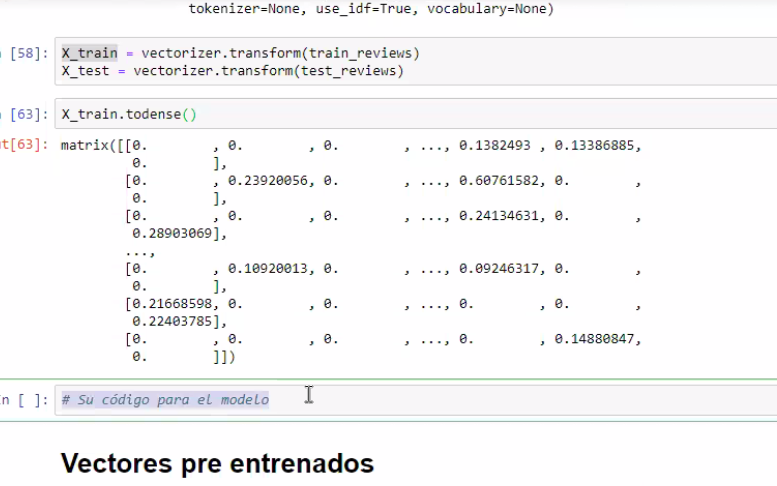 tokenizer=None, use_idf=True, vocabulary=None)
[58]: X_train = vectorizer.transform(train_reviews)
X_test = vectorizer.transform(test_reviews)
[63]: X_train.todense()
t[63]: matrix([[0. , 0. , 0. , ..., 0.1382493 , 0.13386885,
0. ],
[0. , 0.23920056, 0. , ..., 0.60761582, 0. ,
0. ],
[0. , 0. , 0. , ..., 0.24134631, 0. ,
0.28903069],
...,
[0. , 0.10920013, 0. , ..., 0.09246317, 0. ,
0. ],
[0.21668598, 0. , 0. , ..., 0. , 0. ,
0.22403785],
[0. , 0. , 0. , ..., 0. , 0.14880847,
0. ]])
n [ ]: # Su código para el modelo
Vectores pre entrenados